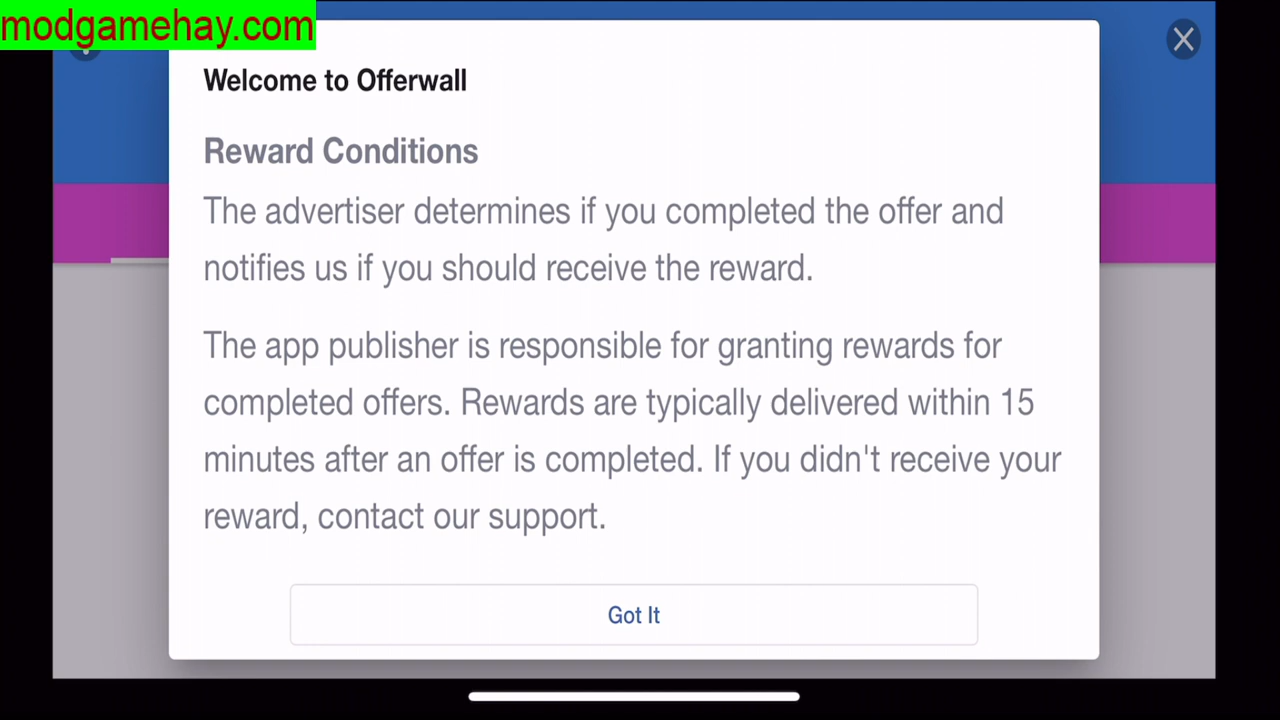 modgamehay.com
Welcome to Offerwall
Reward Conditions
The advertiser determines if you completed the offer and
notifies us if you should receive the reward.
The app publisher is responsible for granting rewards for
completed offers. Rewards are typically delivered within 15
minutes after an offer is completed. If you didn't receive your
reward, contact our support.
Got It